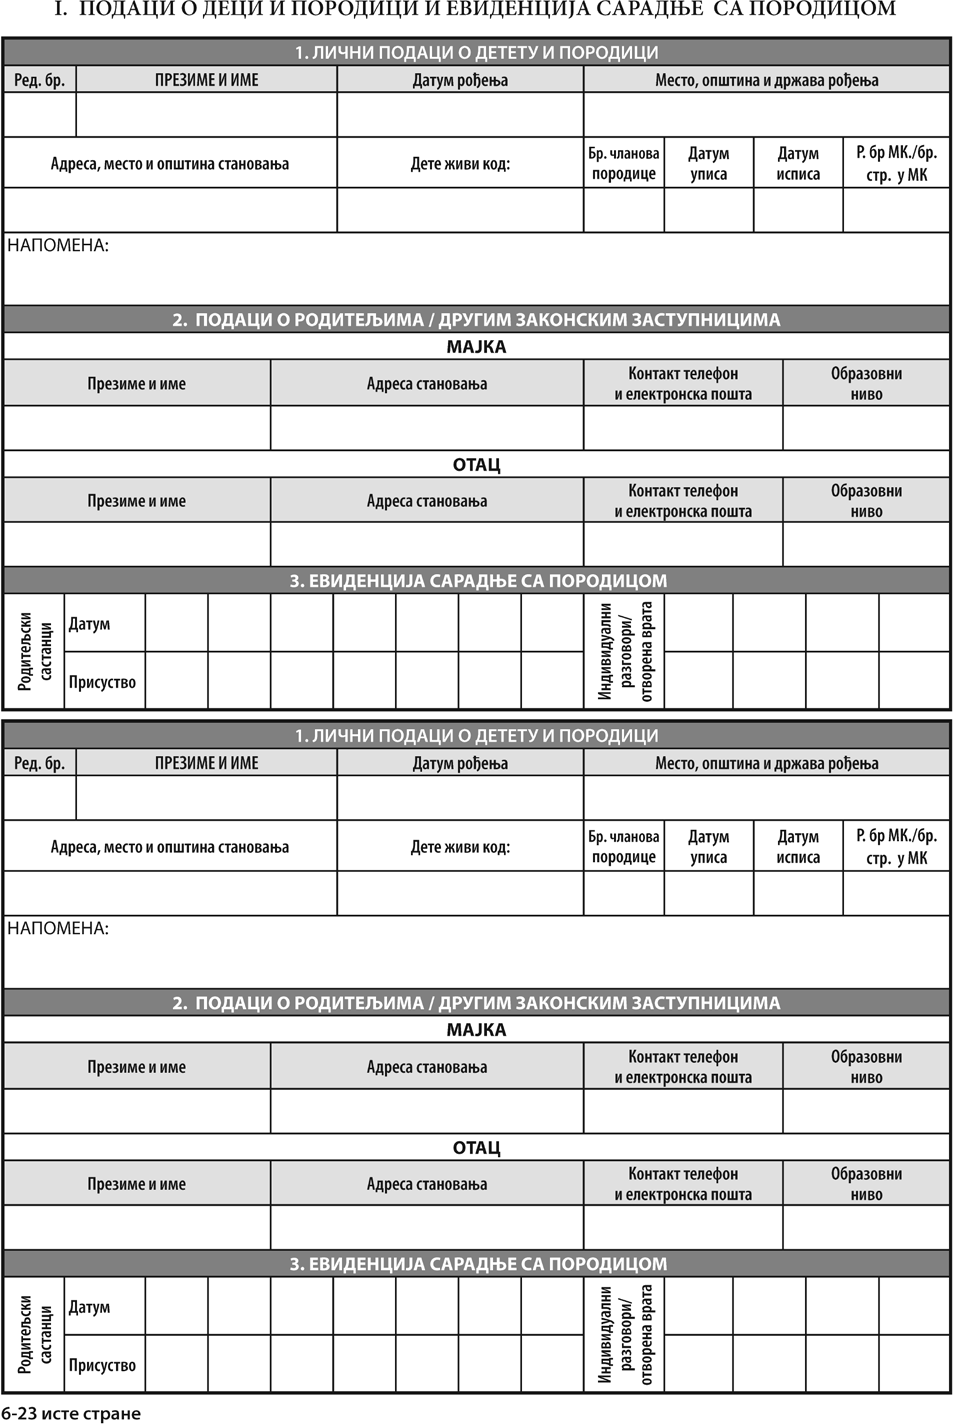 I. ПОДАЦИ О ДЕЦИ И ПОРОДИЦИ И ЕВИДЕНЦИЈА САРАДЊЕ СА ПОРОДИЦОМ
1. ЛИЧНИ ПОДАЦИ О ДЕТЕТУ И ПОРОДИЦИ
Ред. бр. ПРЕЗИМЕ И ИМЕ Датум рођења Место, општина и држава рођења
Адреса, место и општина становања Дете живи код: Бр. чланова породице Датум уписа Датум исписа Р. бр МК./бр. стр. у МК
НАПОМЕНА:
2. ПОДАЦИ О РОДИТЕЉИМА / ДРУГИМ ЗАКОНСКИМ ЗАСТУПНИЦИМА
МАЈКА
Презиме и име Адреса становања Контакт телефон и електронска пошта Образовни ниво
ОТАЦ
Презиме и име Адреса становања Контакт телефон и електронска пошта Образовни ниво
3. ЕВИДЕНЦИЈА САРАДЊЕ СА ПОРОДИЦОМ
Родитељски састанци
Датум
Присуство
Индивидуални разговори/ отворена врата
1. ЛИЧНИ ПОДАЦИ О ДЕТЕТУ И ПОРОДИЦИ
Ред. бр. ПРЕЗИМЕ И ИМЕ Датум рођења Место, општина и држава рођења
Адреса, место и општина становања Дете живи код: Бр. чланова породице Датум уписа Датум исписа Р. бр МК./бр. стр. у МК
НАПОМЕНА:
2. ПОДАЦИ О РОДИТЕЉИМА / ДРУГИМ ЗАКОНСКИМ ЗАСТУПНИЦИМА
МАЈКА
Презиме и име Адреса становања Контакт телефон и електронска пошта Образовни ниво
ОТАЦ
Презиме и име Адреса становања Контакт телефон и електронска пошта Образовни ниво
3. ЕВИДЕНЦИЈА САРАДЊЕ СА ПОРОДИЦОМ
Родитељски састанци
Датум
Присуство
Индивидуални разговори/ отворена врата
6-23 исте стране